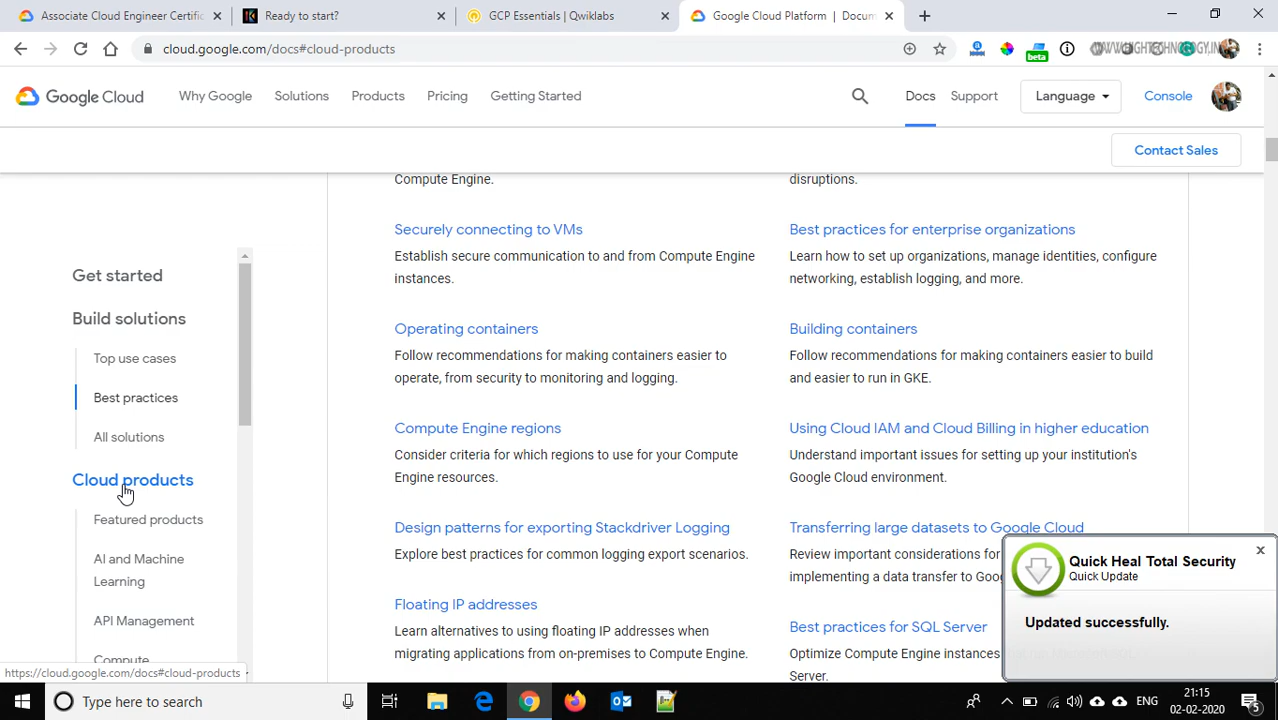 Associate Cloud Engineer Certific
Ready to start?
GCP Essentials | Qwiklabs
Google Cloud Platform | Docum
cloud.google.com/docs#cloud-products
beta
WWW.HIGHTECHNOLOGY.IN
Google Cloud
Why Google
Solutions
Products
Pricing
Getting Started
Docs
Support
Language
Console
Contact Sales
Get started
Build solutions
Top use cases
Best practices
All solutions
Cloud products
Featured products
AI and Machine
Learning
API Management
Compute
https://cloud.google.com/docs#cloud-products
Compute Engine.
Securely connecting to VMs
Establish secure communication to and from Compute Engine
instances.
Operating containers
Follow recommendations for making containers easier to
operate, from security to monitoring and logging.
Compute Engine regions
Consider criteria for which regions to use for your Compute
Engine resources.
Design patterns for exporting Stackdriver Logging
Explore best practices for common logging export scenarios.
Floating IP addresses
Learn alternatives to using floating IP addresses when
migrating applications from on-premises to Compute Engine.
disruptions.
Best practices for enterprise organizations
Learn how to set up organizations, manage identities, configure
networking, establish logging, and more.
Building containers
Follow recommendations for making containers easier to build
and easier to run in GKE.
Using Cloud IAM and Cloud Billing in higher education
Understand important issues for setting up your institution's
Google Cloud environment.
Transferring large datasets to Google Cloud
Review important considerations for
implementing a data transfer to Goo
Best practices for SQL Server
Optimize Compute Engine instances
Server.
Quick Heal Total Security
Quick Update
Updated successfully.
Type here to search
ENG
21:15
02-02-2020
5